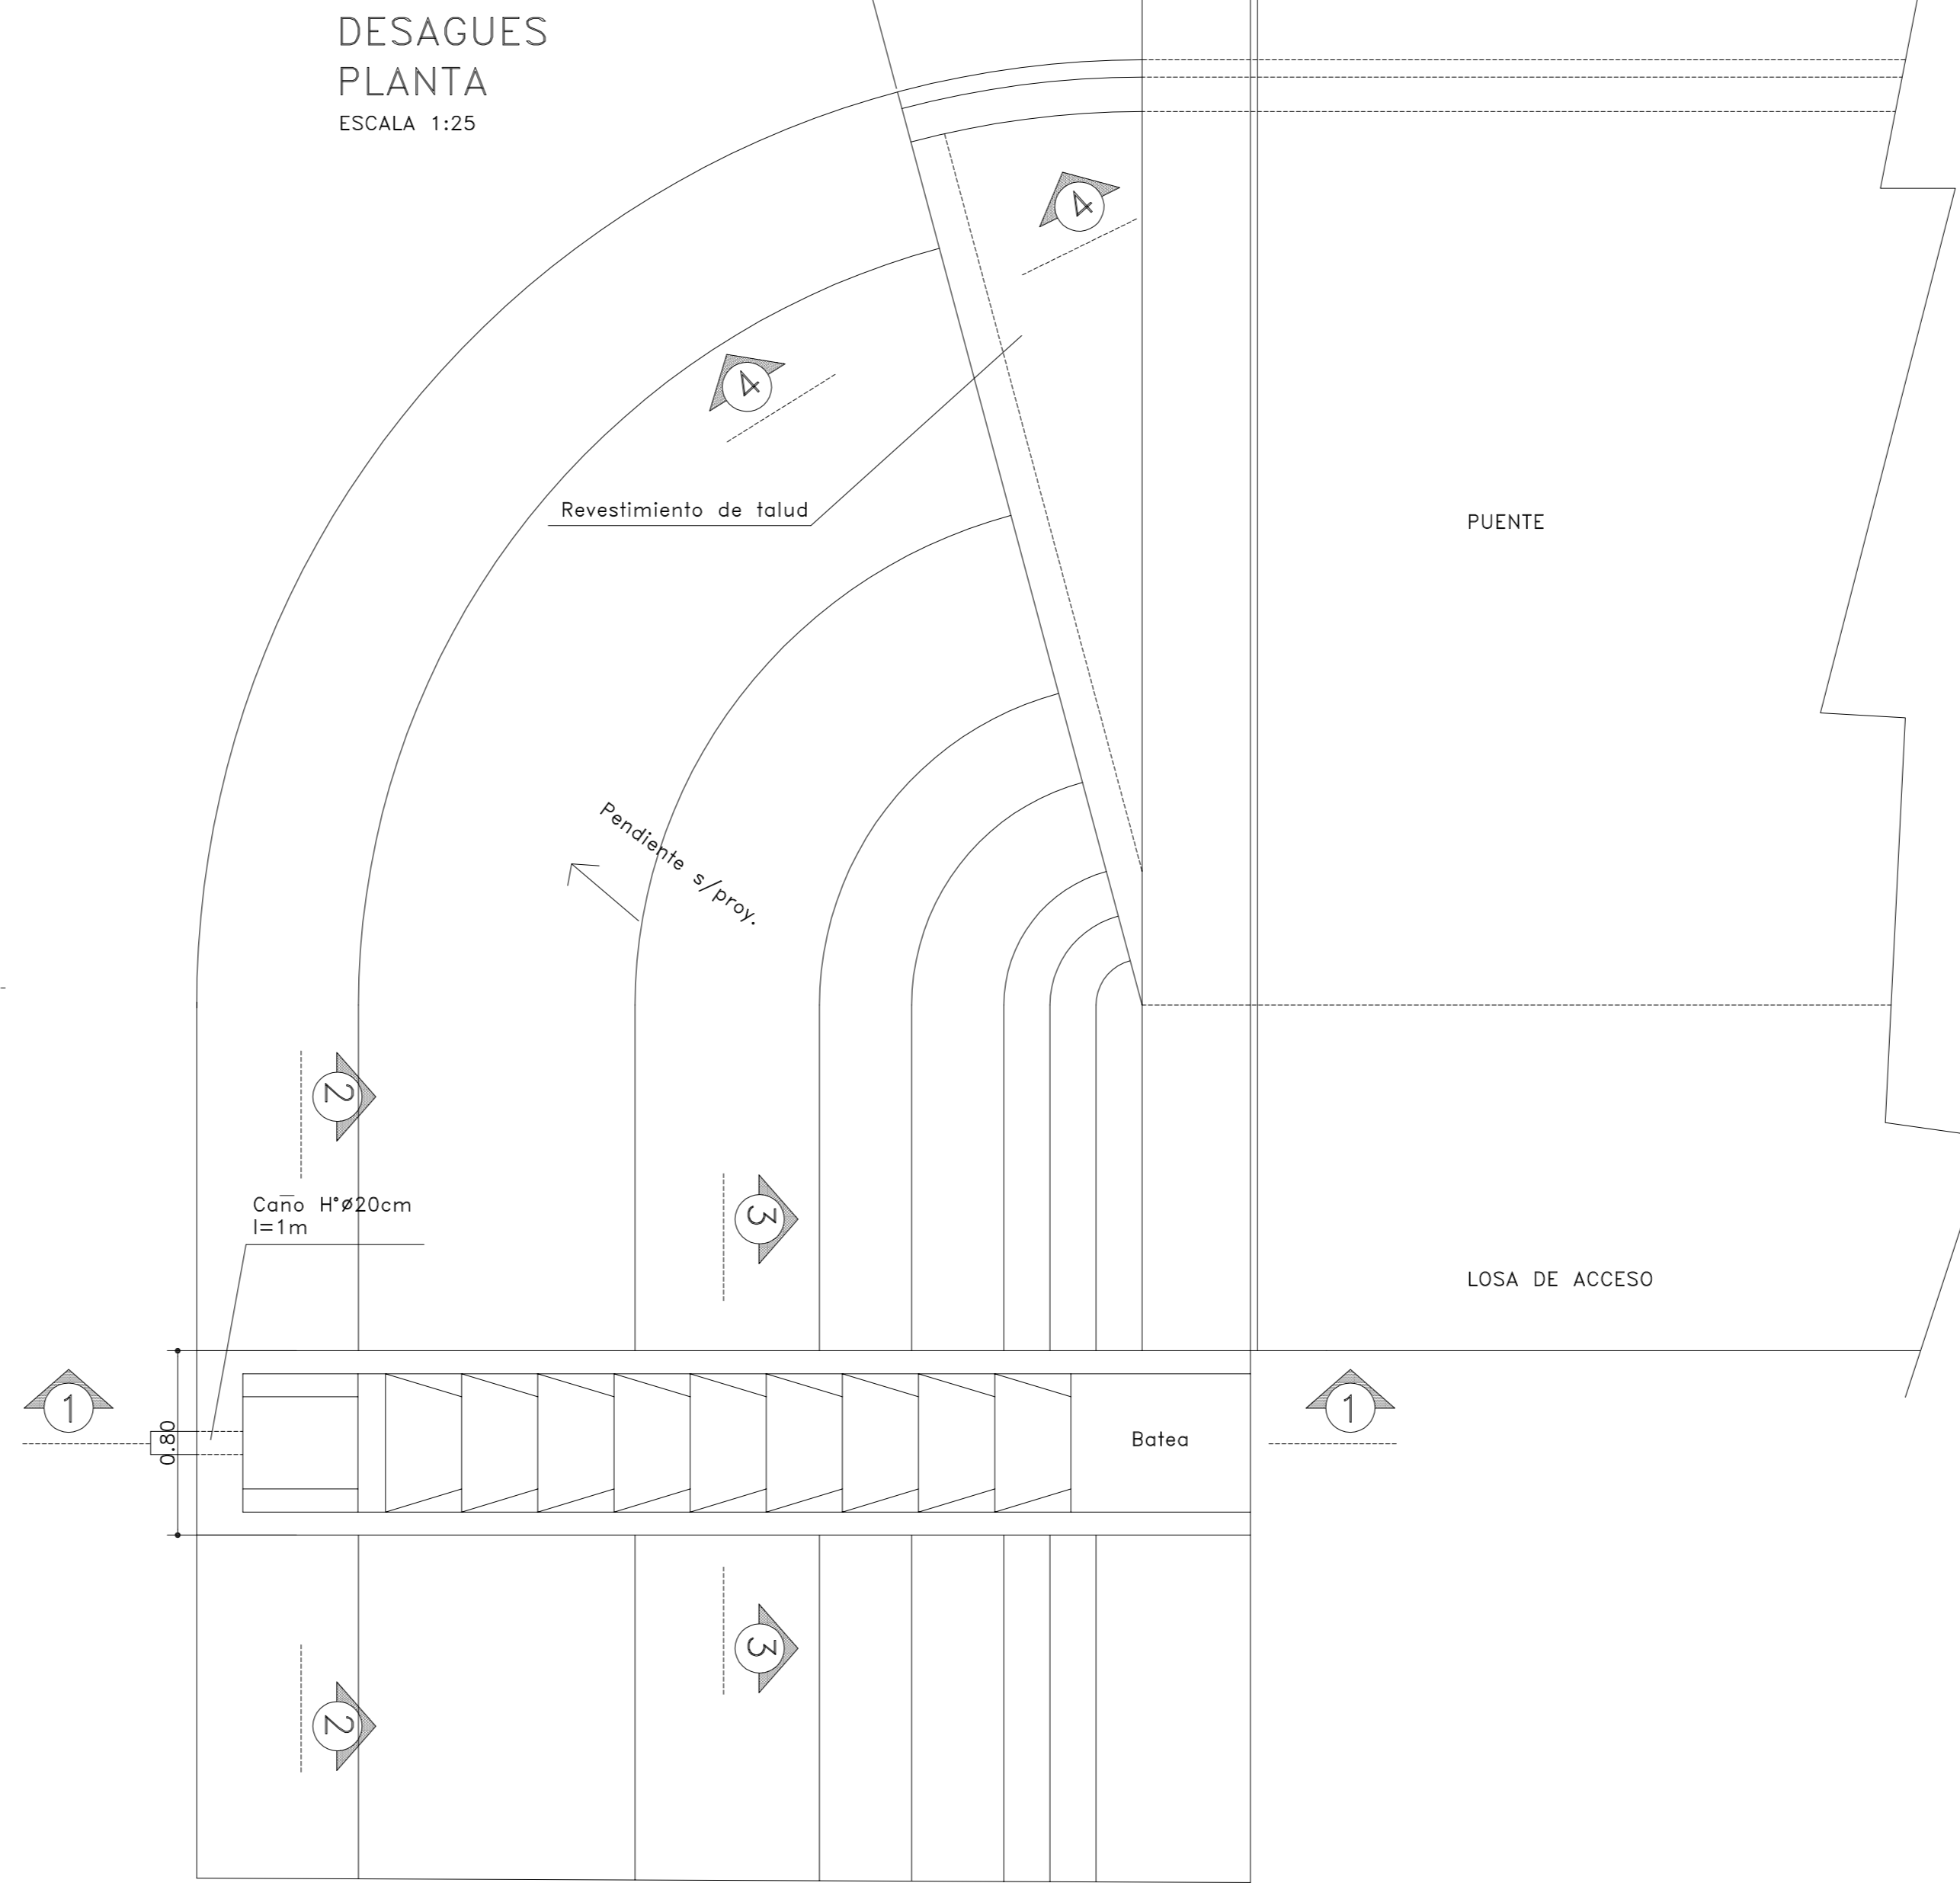 DESAGUES
PLANTA
ESCALA 1:25
4
4
Revestimiento de talud
PUENTE
Pendiente s/proy.
2
Caño H°ø20cm
l=1m
3
LOSA DE ACCESO
1
0.80
Batea
1
3
2